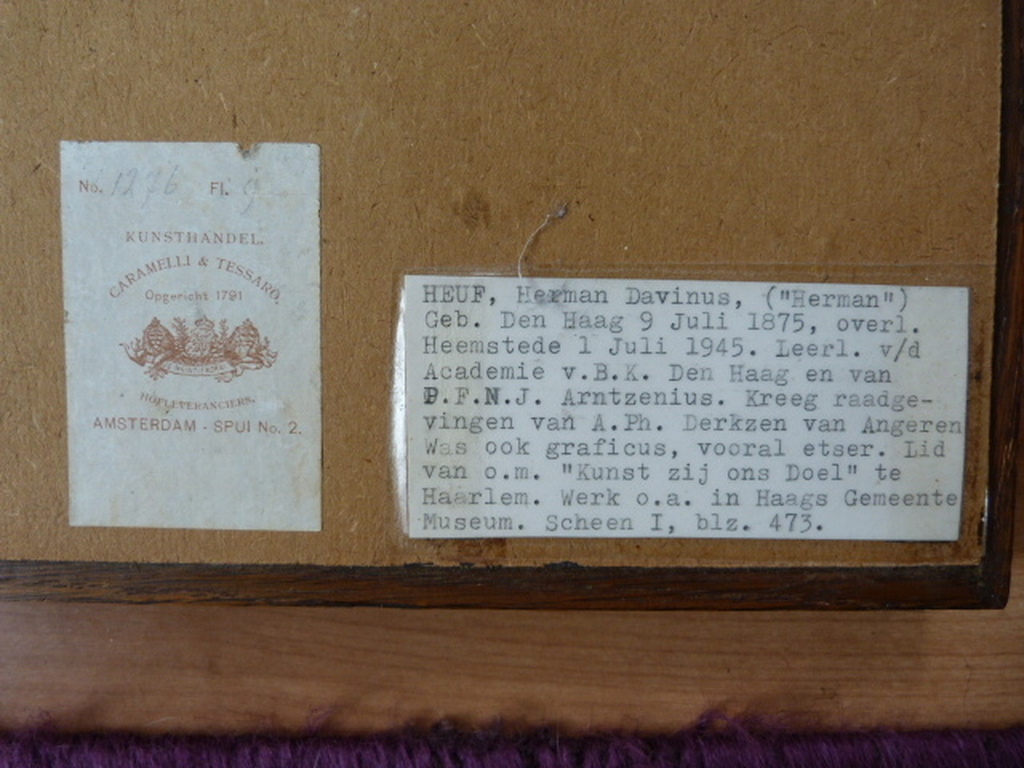 No. 1276 Fl. 9
KUNSTHANDEL.
CARAMELLI & TESSARO.
Opgericht 1791
HOFLEVERANCIERS.
AMSTERDAM - SPUI No. 2.
HEUF, Herman Davinus, ("Herman")
Geb. Den Haag 9 Juli 1875, overl.
Heemstede 1 Juli 1945. Leerl. v/d
Academie v.B.K. Den Haag en van
P.F.N.J. Arntzenius. Kreeg raadge-
vingen van A.Ph. Derkzen van Angeren
Was ook graficus, vooral etser. Lid
van o.m. "Kunst zij ons Doel" te
Haarlem. Werk o.a. in Haags Gemeente
Museum. Scheen I, blz. 473.